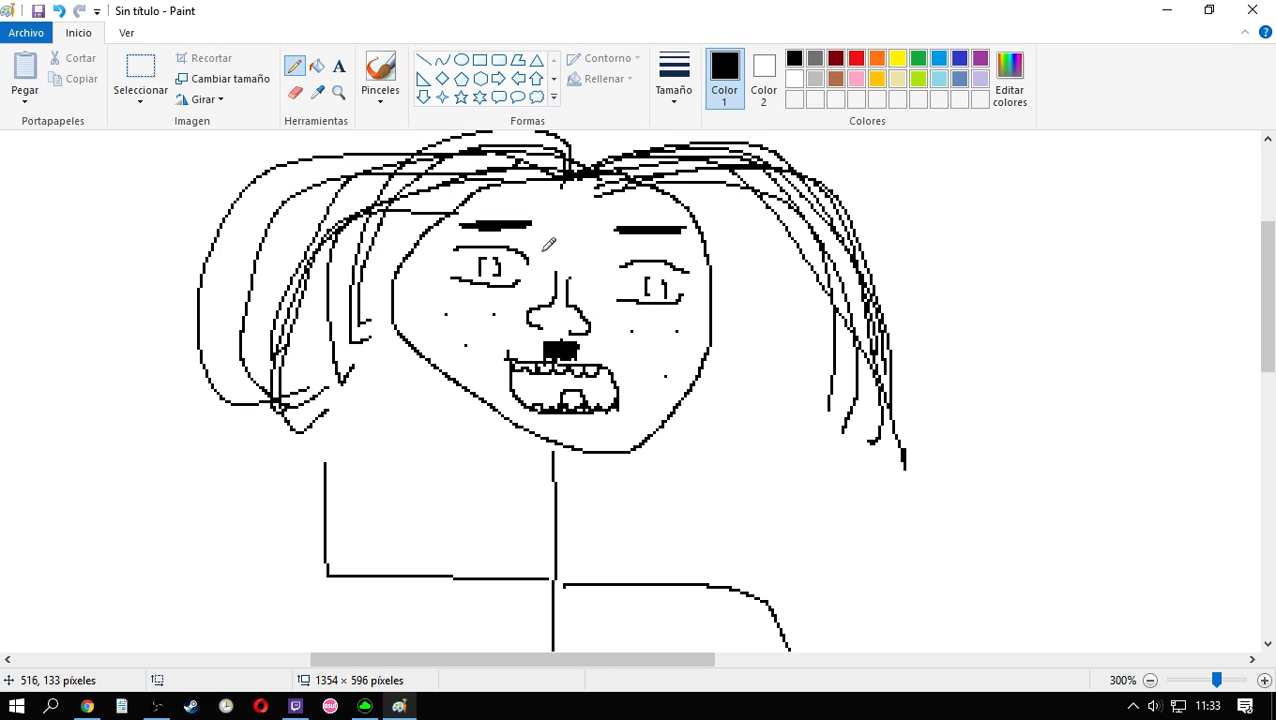 Sin título - Paint
Archivo Inicio Ver
Pegar
Cortar
Copiar
Portapapeles
Seleccionar
Recortar
Cambiar tamaño
Girar
Imagen
A
Herramientas
Pinceles
Contorno
Rellenar
Formas
Tamaño
Color 1
Color 2
Editar colores
Colores
516, 133 píxeles
1354 × 596 píxeles
300%
osu!
11:33